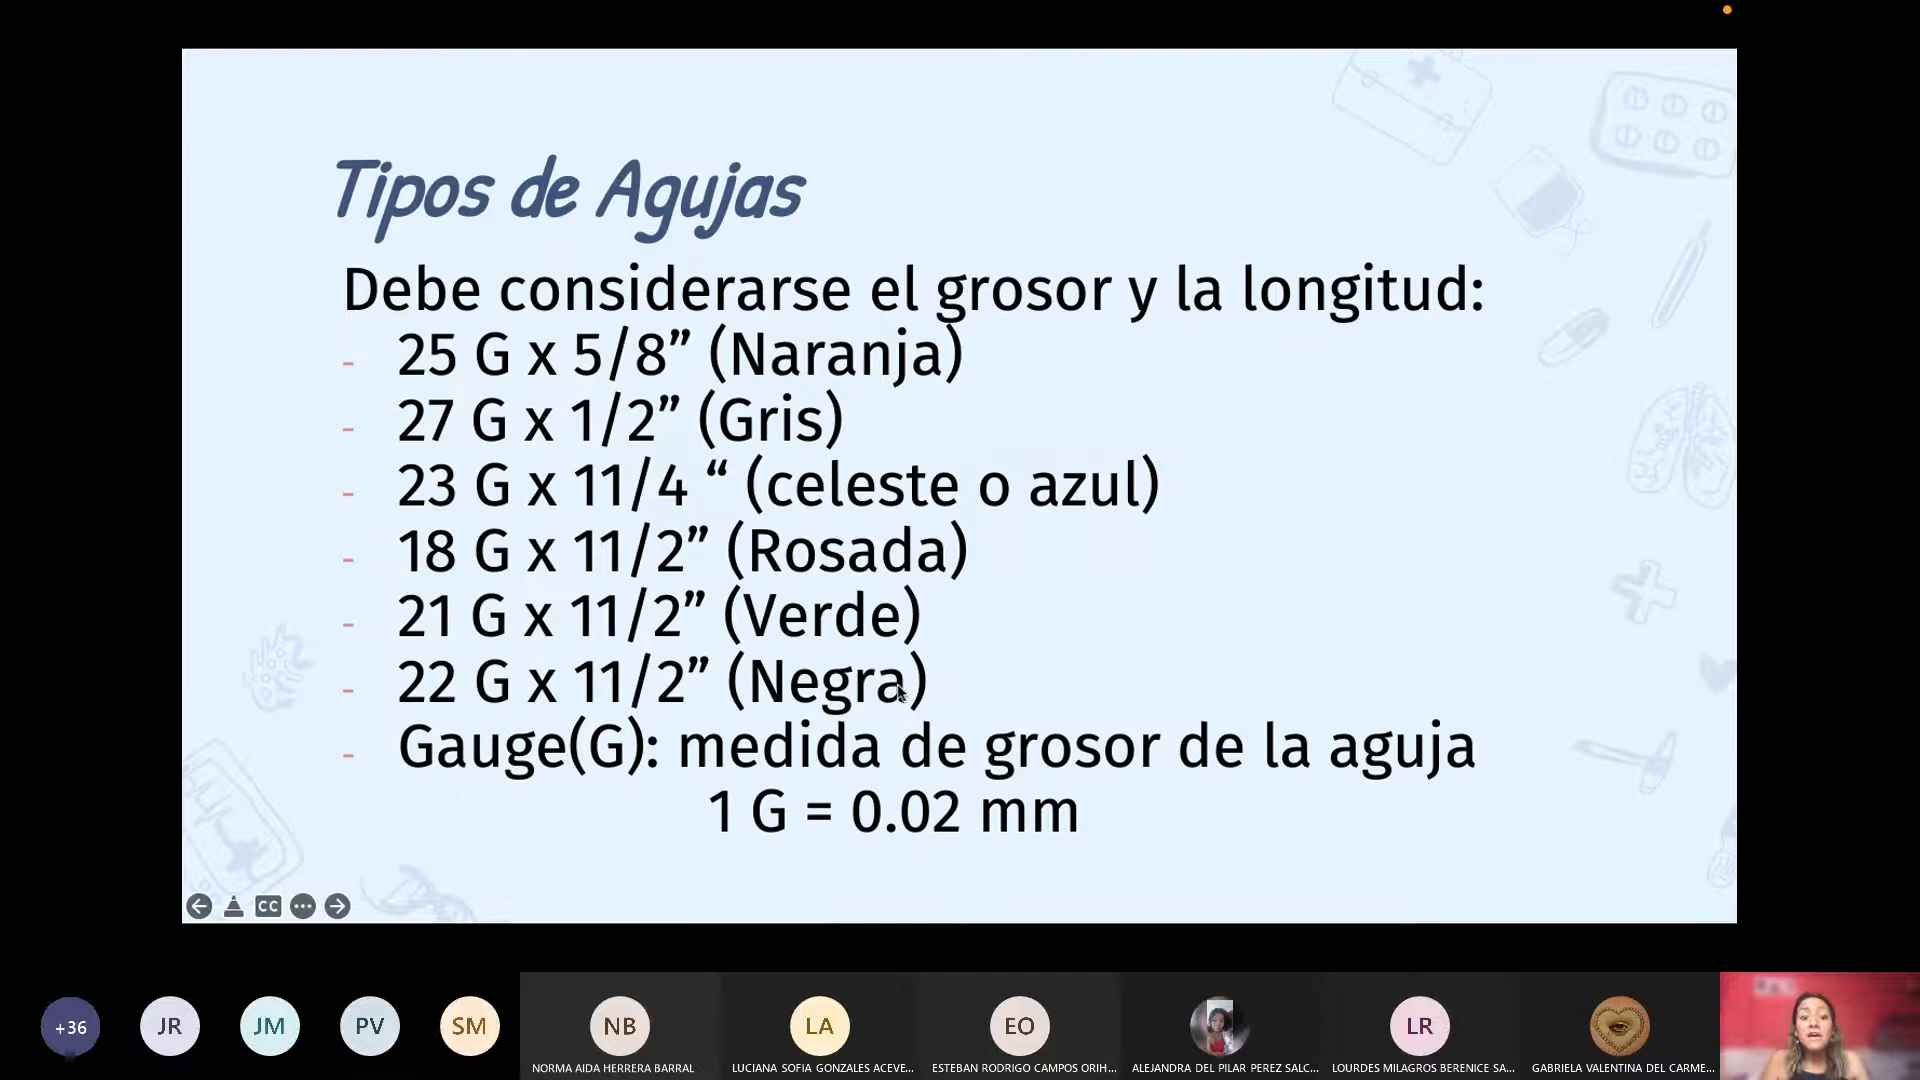 Tipos de Agujas
Debe considerarse el grosor y la longitud:
- 25 G x 5/8” (Naranja)
- 27 G x 1/2” (Gris)
- 23 G x 11/4 “ (celeste o azul)
- 18 G x 11/2” (Rosada)
- 21 G x 11/2” (Verde)
- 22 G x 11/2” (Negra)
- Gauge(G): medida de grosor de la aguja
1 G = 0.02 mm
CC
+36 JR JM PV SM NB LA EO LR
NORMA AIDA HERRERA BARRAL LUCIANA SOFIA GONZALES ACEVE... ESTEBAN RODRIGO CAMPOS ORIH... ALEJANDRA DEL PILAR PEREZ SALC... LOURDES MILAGROS BERENICE SA... GABRIELA VALENTINA DEL CARME...